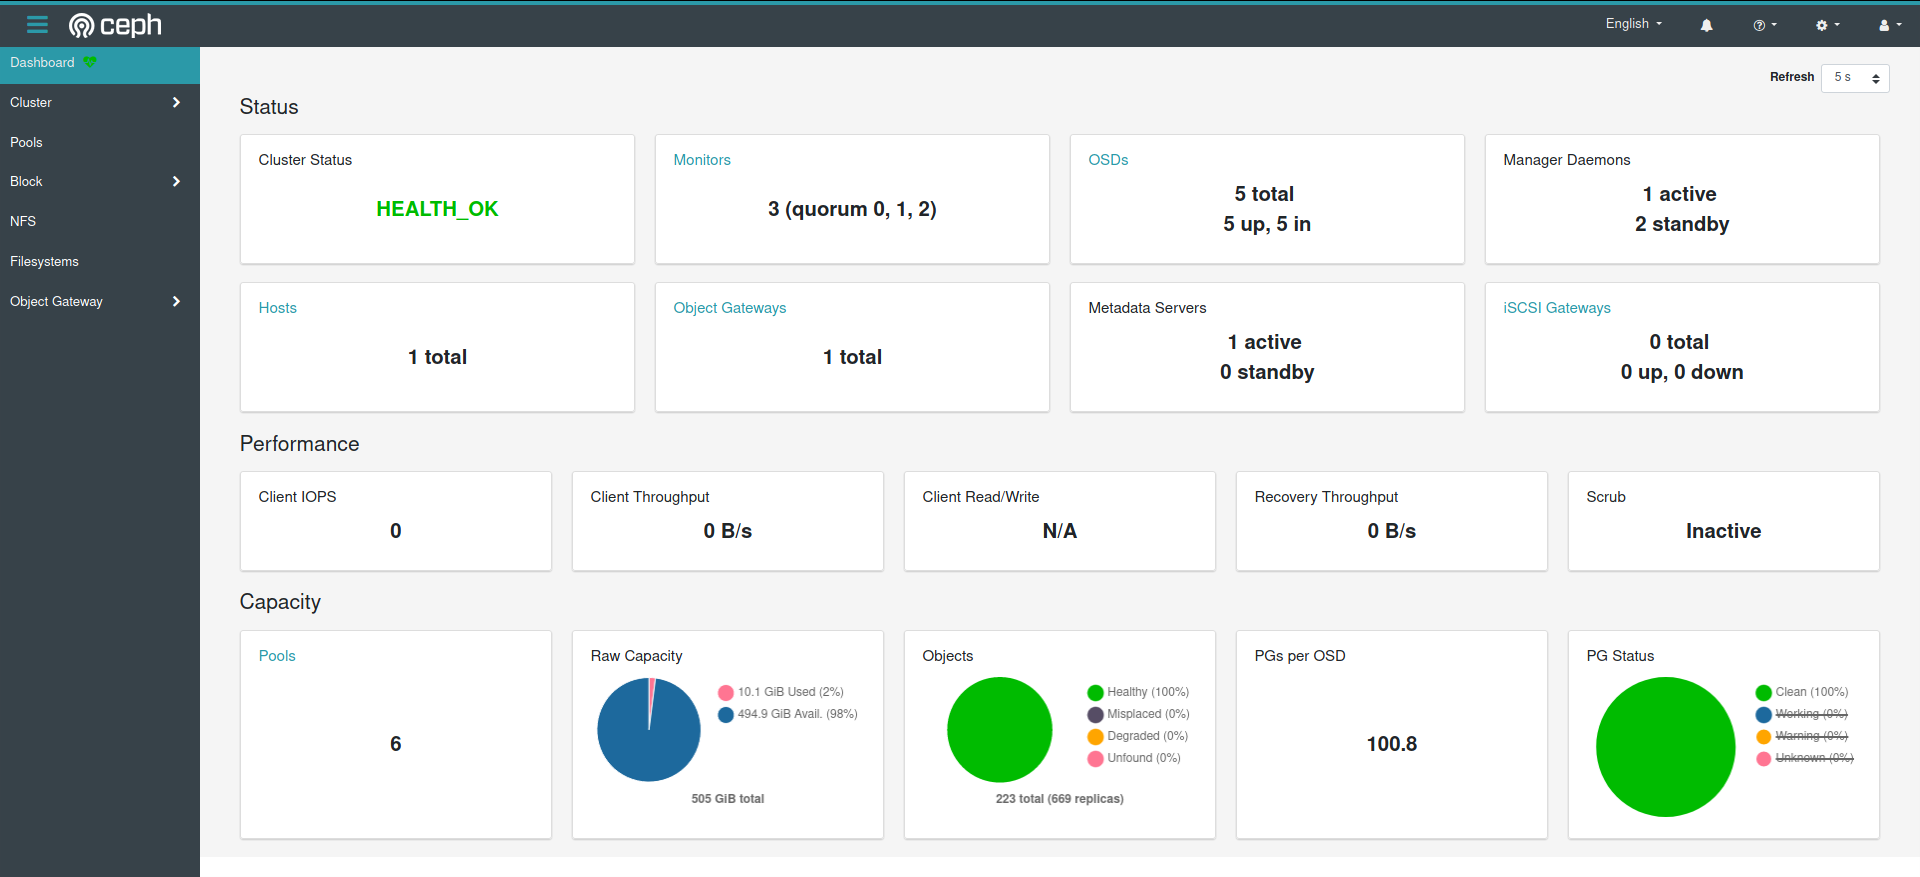 ceph
English
Dashboard
Cluster
Pools
Block
NFS
Filesystems
Object Gateway
Refresh
5 s
Status
Cluster Status
HEALTH_OK
Monitors
3 (quorum 0, 1, 2)
OSDs
5 total
5 up, 5 in
Manager Daemons
1 active
2 standby
Hosts
1 total
Object Gateways
1 total
Metadata Servers
1 active
0 standby
iSCSI Gateways
0 total
0 up, 0 down
Performance
Client IOPS
0
Client Throughput
0 B/s
Client Read/Write
N/A
Recovery Throughput
0 B/s
Scrub
Inactive
Capacity
Pools
6
Raw Capacity
10.1 GiB Used (2%)
494.9 GiB Avail. (98%)
505 GiB total
Objects
Healthy (100%)
Misplaced (0%)
Degraded (0%)
Unfound (0%)
223 total (669 replicas)
PGs per OSD
100.8
PG Status
Clean (100%)
Working (0%)
Warning (0%)
Unknown (0%)